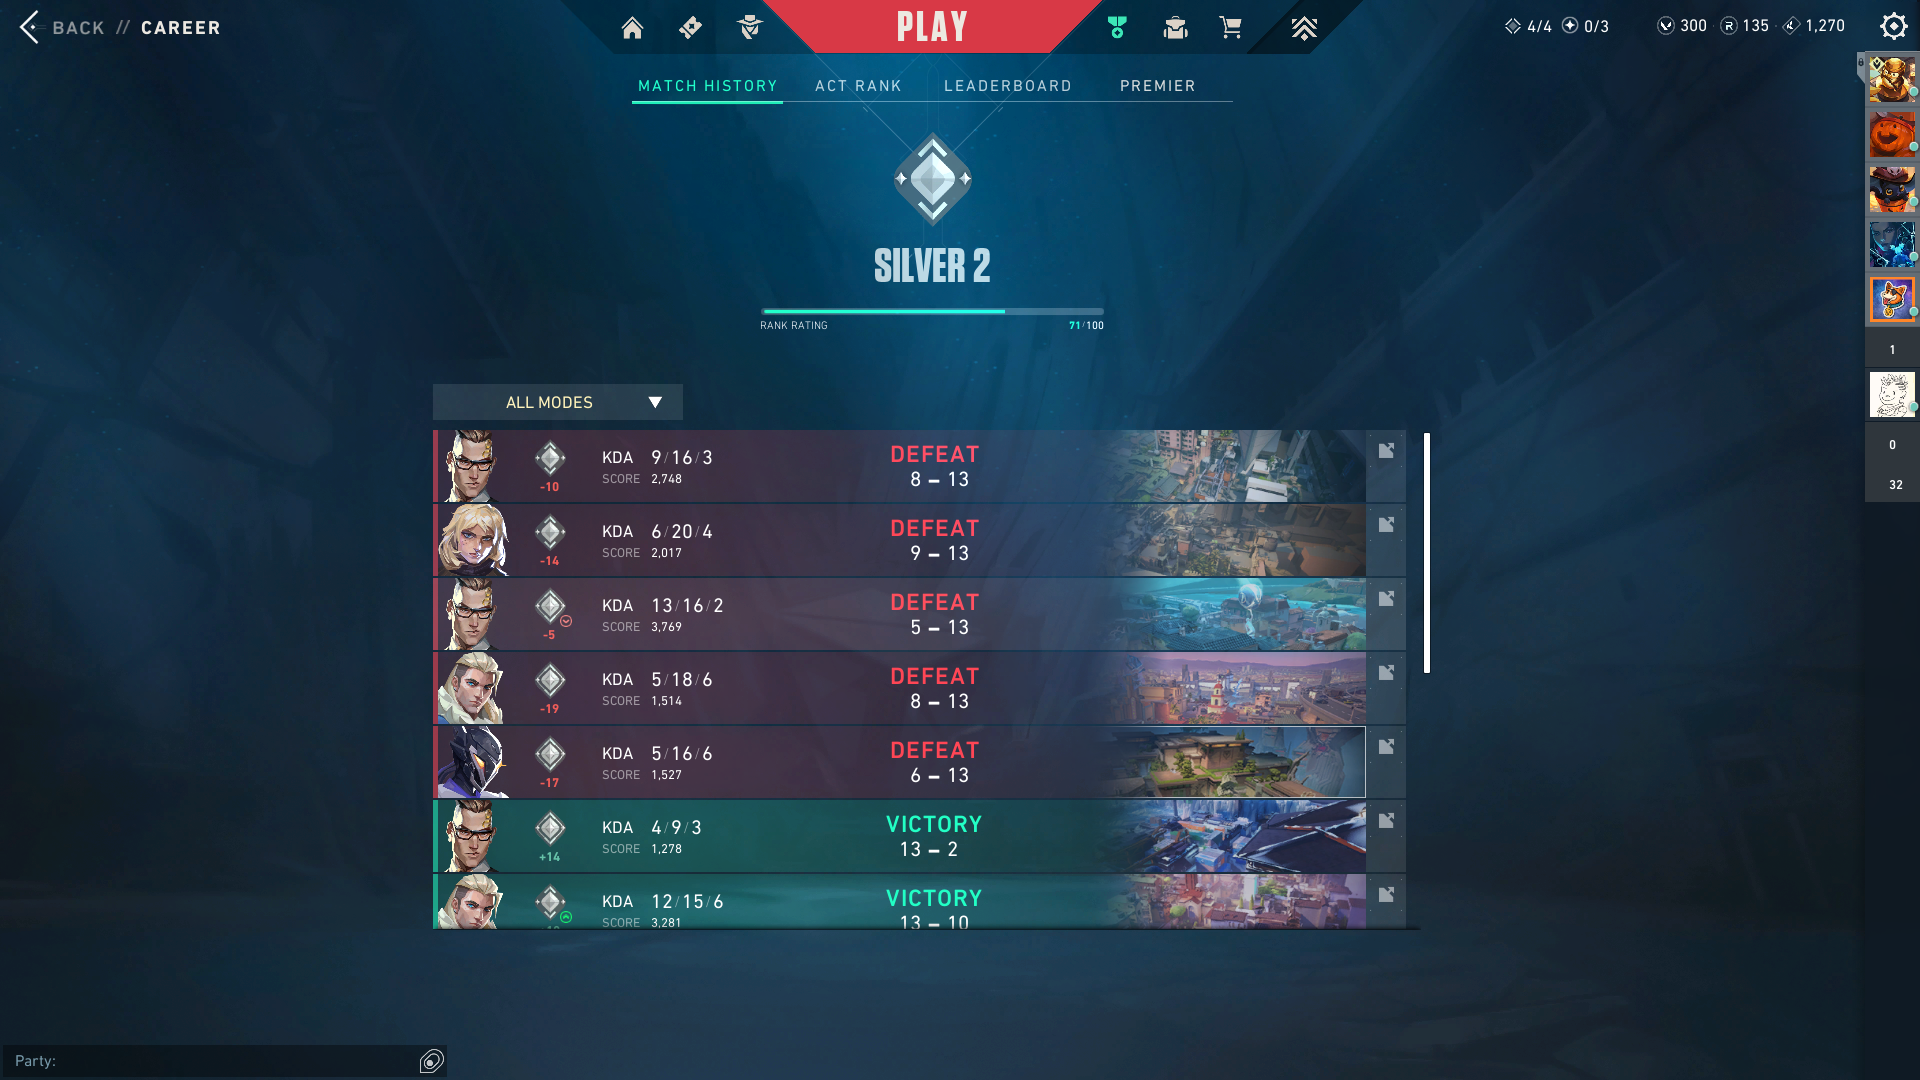 BACK // CAREER
PLAY
4/4 0/3 300 R 135 1,270
MATCH HISTORY ACT RANK LEADERBOARD PREMIER
SILVER 2
RANK RATING 71/100
ALL MODES
KDA 9/16/3 DEFEAT
-10 SCORE 2,748 8 – 13
KDA 6/20/4 DEFEAT
-14 SCORE 2,017 9 – 13
KDA 13/16/2 DEFEAT
-5 SCORE 3,769 5 – 13
KDA 5/18/6 DEFEAT
-19 SCORE 1,514 8 – 13
KDA 5/16/6 DEFEAT
-17 SCORE 1,527 6 – 13
KDA 4/9/3 VICTORY
+14 SCORE 1,278 13 – 2
KDA 12/15/6 VICTORY
SCORE 3,281 13 – 10
1
0
32
Party: